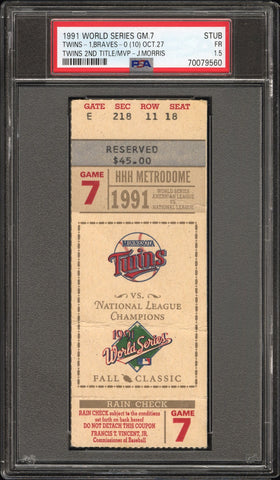 1991 WORLD SERIES GM.7 STUB
TWINS-1,BRAVES-0 (10) OCT.27 FR
TWINS 2ND TITLE/MVP-J.MORRIS 1.5
PSA 70079560
GATE SEC ROW SEAT
E 218 11 18
RESERVED
$45.00
GAME
7
HHH METRODOME
1991
WORLD SERIES
AMERICAN LEAGUE VS.
NATIONAL LEAGUE
MINNESOTA
Twins
VS.
NATIONAL LEAGUE
CHAMPIONS
1991
World Series
FALL CLASSIC
RAIN CHECK
RAIN CHECK subject to the conditions
set forth on back hereof
DO NOT DETACH THIS COUPON
FRANCIS T. VINCENT, JR.
Commissioner of Baseball
GAME
7